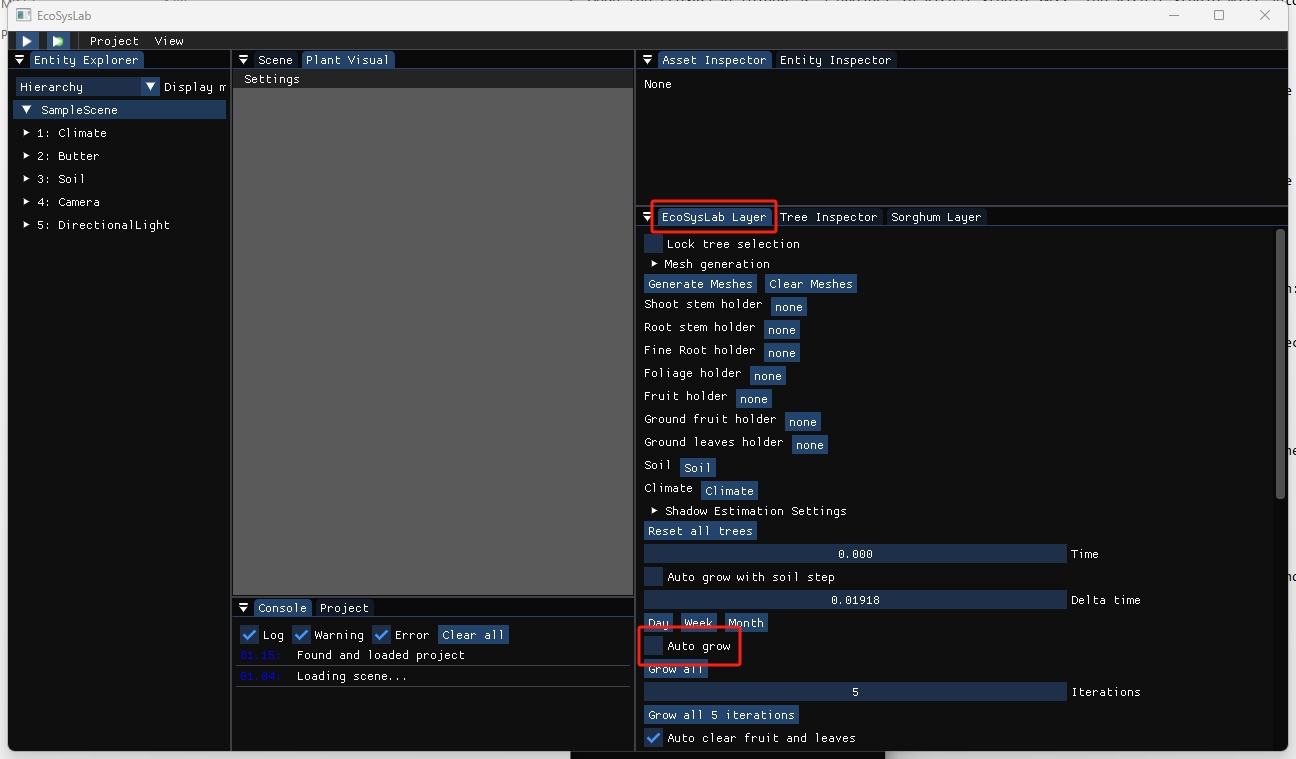 EcoSysLab
Project View
Entity Explorer
Hierarchy Display m
SampleScene
1: Climate
2: Butter
3: Soil
4: Camera
5: DirectionalLight
Scene Plant Visual
Settings
Console Project
Log Warning Error Clear all
01.15: Found and loaded project
01.04: Loading scene...
Asset Inspector Entity Inspector
None
EcoSysLab Layer Tree Inspector Sorghum Layer
Lock tree selection
Mesh generation
Generate Meshes Clear Meshes
Shoot stem holder none
Root stem holder none
Fine Root holder none
Foliage holder none
Fruit holder none
Ground fruit holder none
Ground leaves holder none
Soil Soil
Climate Climate
Shadow Estimation Settings
Reset all trees
0.000 Time
Auto grow with soil step
0.01918 Delta time
Day Week Month
Auto grow
Grow all
5 Iterations
Grow all 5 iterations
Auto clear fruit and leaves